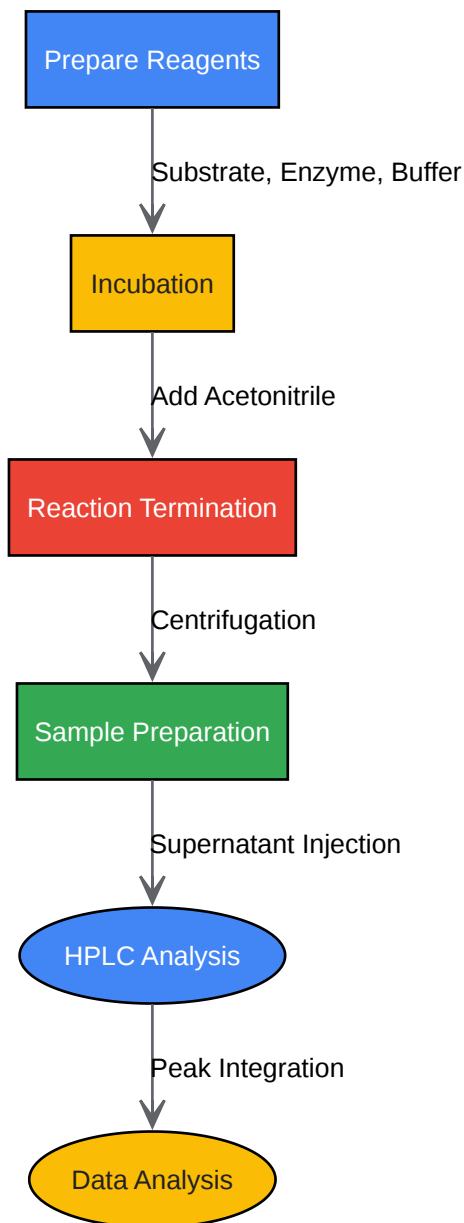 Prepare Reagents
Substrate, Enzyme, Buffer
Incubation
Add Acetonitrile
Reaction Termination
Centrifugation
Sample Preparation
Supernatant Injection
HPLC Analysis
Peak Integration
Data Analysis